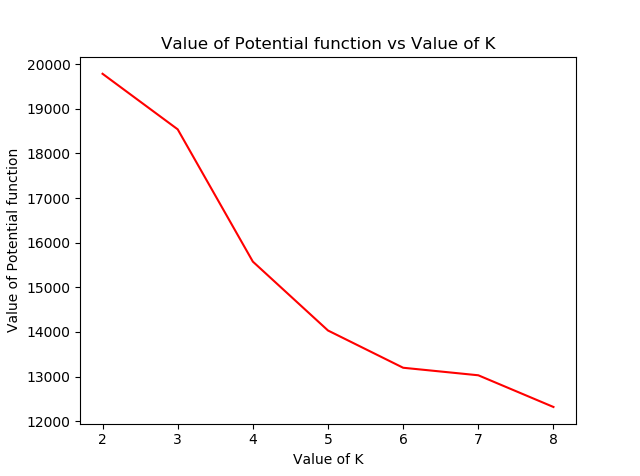 Value of Potential function vs Value of K
20000
19000
18000
17000
16000
15000
14000
13000
12000
Value of Potential function
2 3 4 5 6 7 8
Value of K